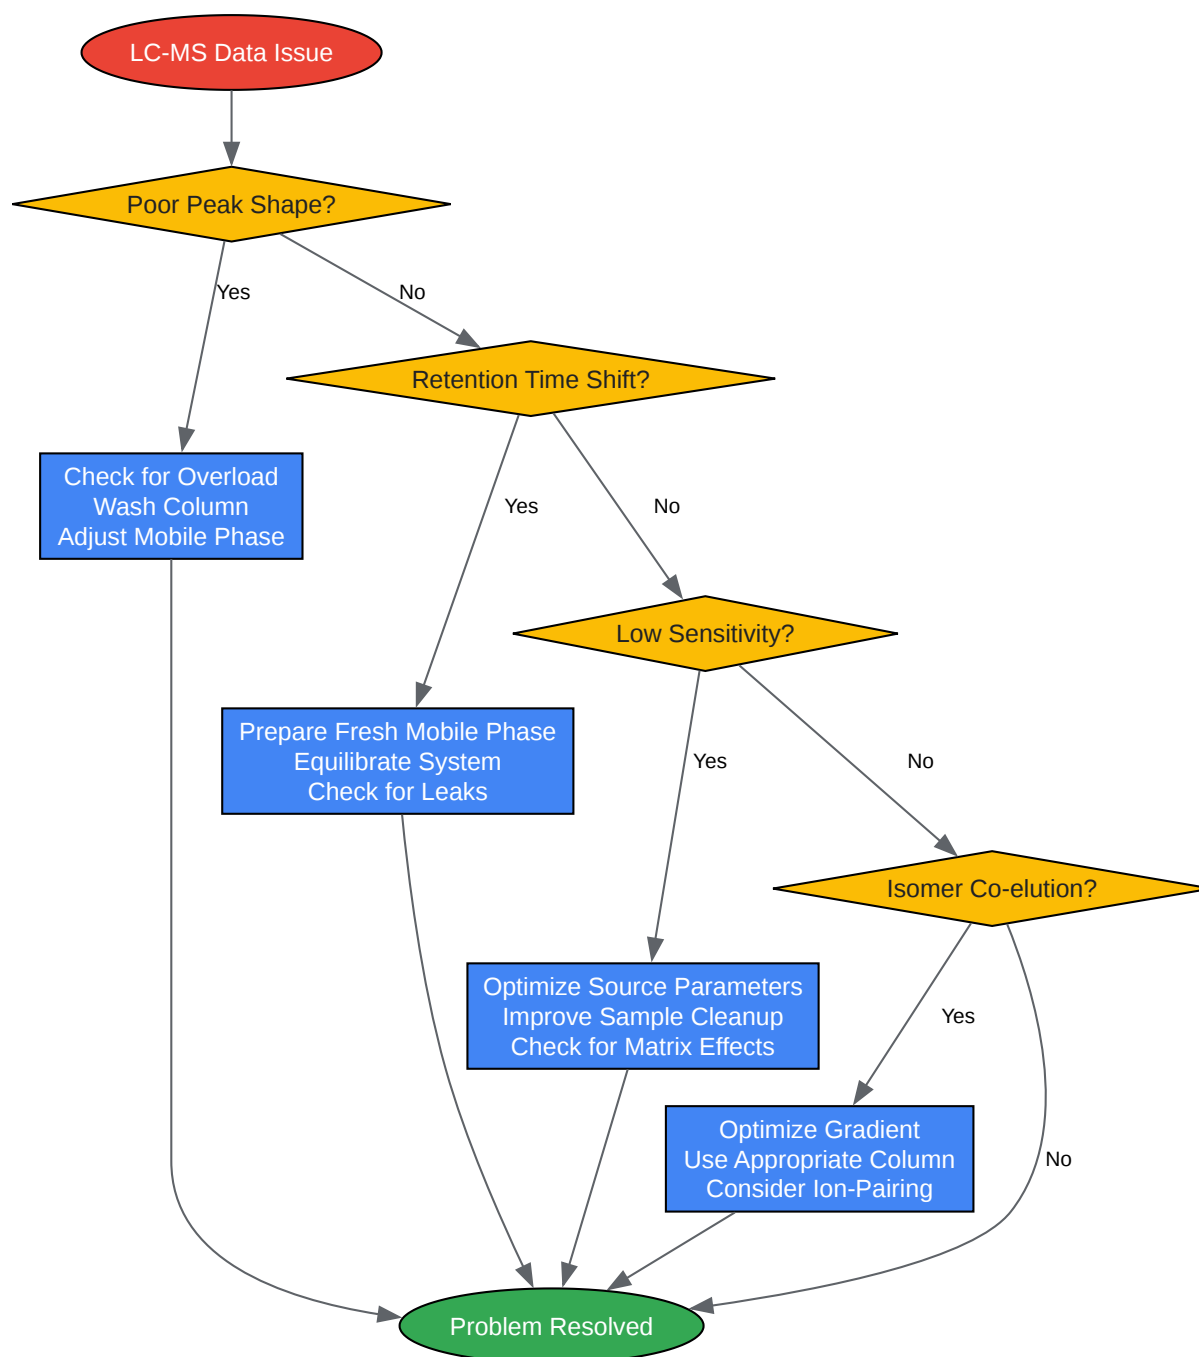 LC-MS Data Issue
Poor Peak Shape?
Yes
No
Retention Time Shift?
Check for Overload
Wash Column
Adjust Mobile Phase
Yes
No
Low Sensitivity?
Prepare Fresh Mobile Phase
Equilibrate System
Check for Leaks
Yes
No
Isomer Co-elution?
Optimize Source Parameters
Improve Sample Cleanup
Check for Matrix Effects
Yes
Optimize Gradient
Use Appropriate Column
Consider Ion-Pairing
No
Problem Resolved